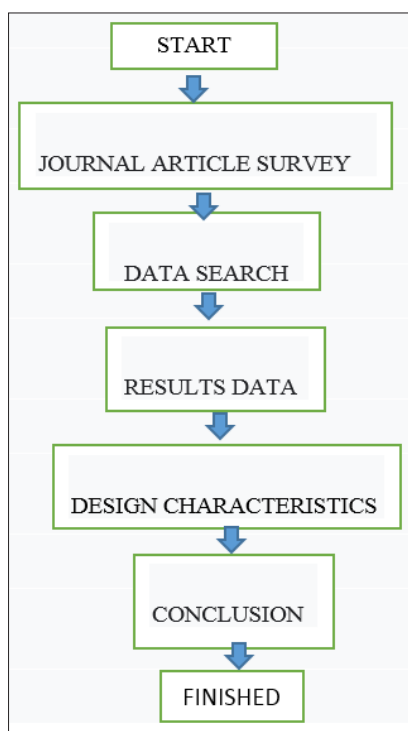 START
JOURNAL ARTICLE SURVEY
DATA SEARCH
RESULTS DATA
DESIGN CHARACTERISTICS
CONCLUSION
FINISHED